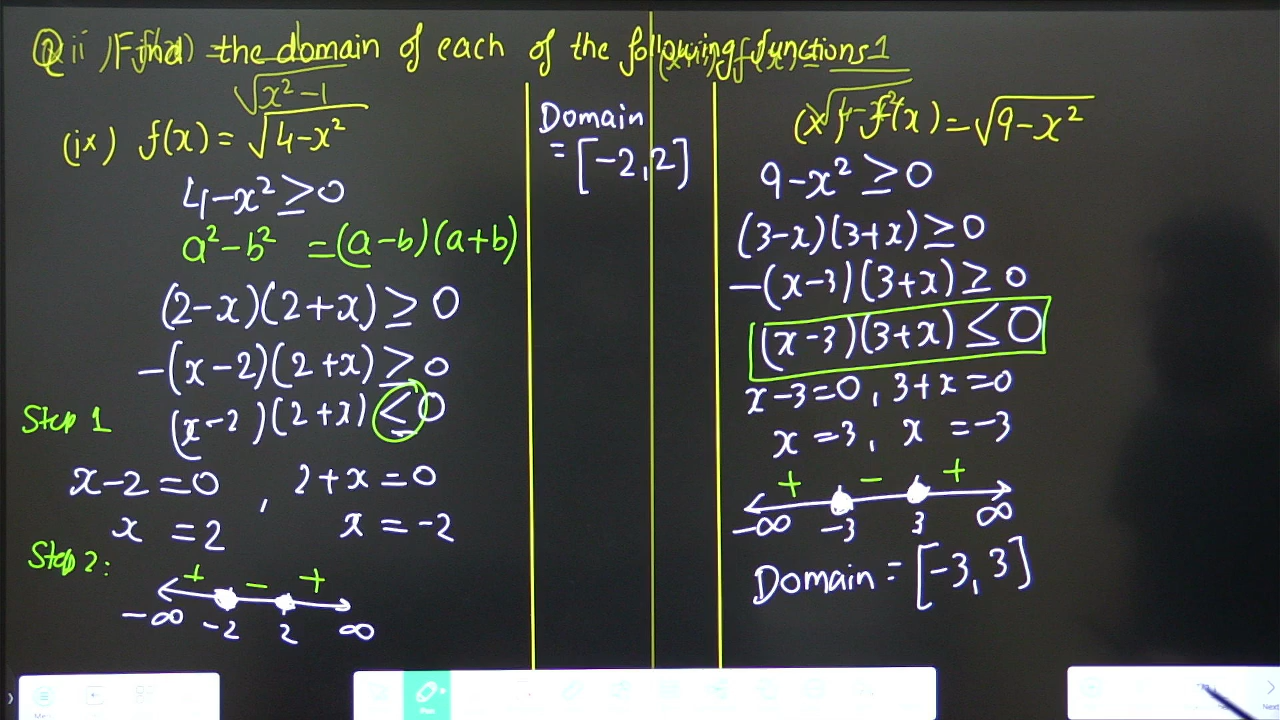 Find the domain of each of the following functions
√x²-1
(ix) f(x) = √4-x²
4-x² ≥ 0
a²-b² = (a-b)(a+b)
(2-x)(2+x) ≥ 0
-(x-2)(2+x) ≥ 0
Step 1 (x-2)(2+x) ≤ 0
x-2=0 , 2+x=0
x =2 x =-2
Step 2:
+ - +
-∞ -2 2 ∞
Domain
= [-2,2]
(x) f(x) = √9-x²
9-x² ≥ 0
(3-x)(3+x) ≥ 0
-(x-3)(3+x) ≥ 0
(x-3)(3+x) ≤ 0
x-3=0, 3+x=0
x =3, x =-3
+ - +
-∞ -3 3 ∞
Domain = [-3,3]
Next